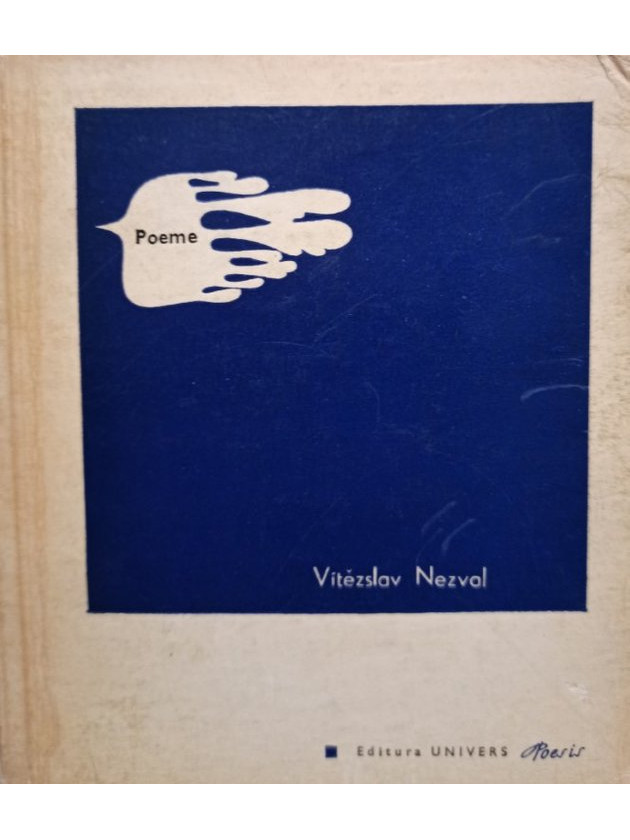 Poeme
Vítězslav Nezval
Editura UNIVERS Poesis